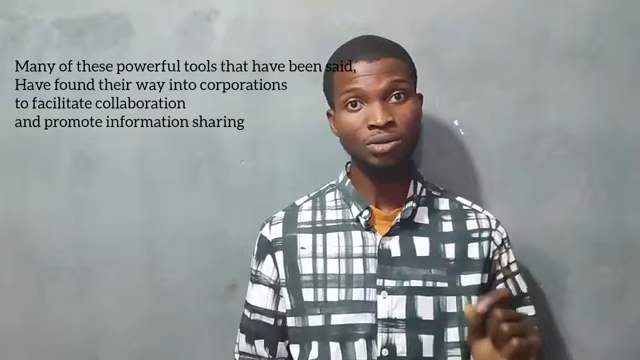 Many of these powerful tools that have been said,
Have found their way into corporations
to facilitate collaboration
and promote information sharing